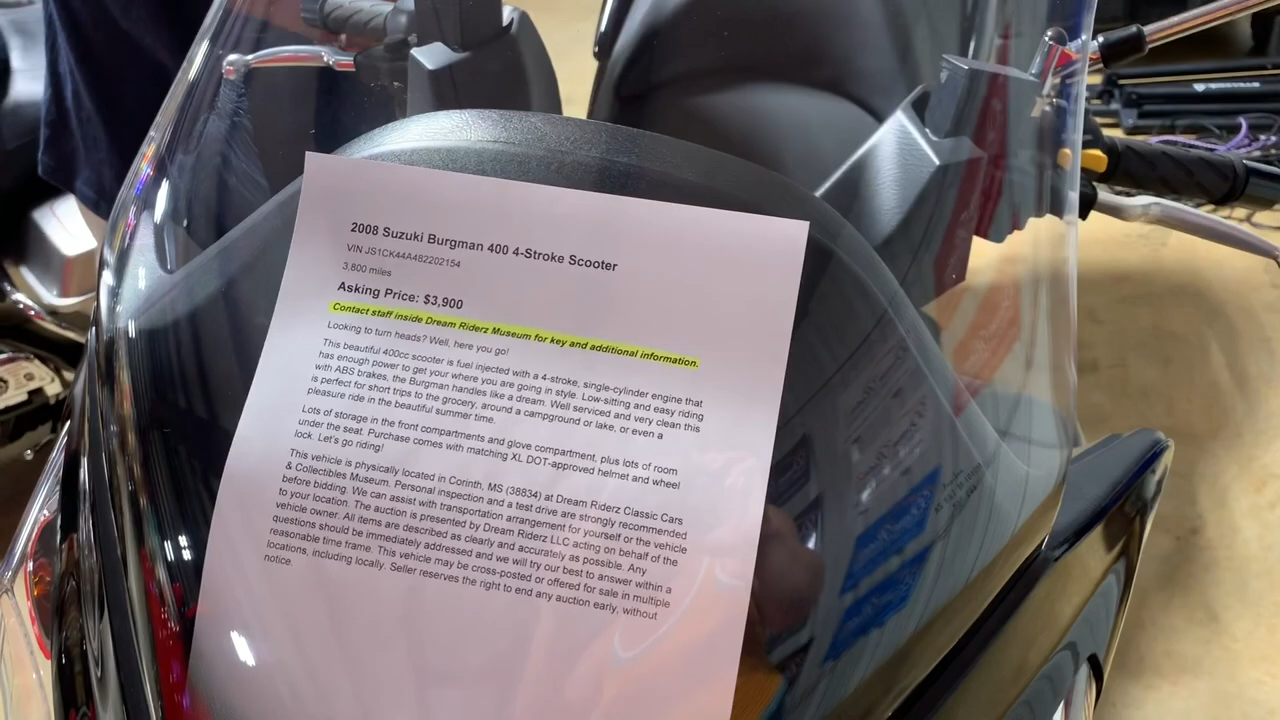 2008 Suzuki Burgman 400 4-Stroke Scooter
VIN JS1CK44A482202154
3,800 miles
Asking Price: $3,900
Contact staff inside Dream Riderz Museum for key and additional information.
Looking to turn heads? Well, here you go!
This beautiful 400cc scooter is fuel injected with a 4-stroke, single-cylinder engine that
has enough power to get your where you are going in style. Low-sitting and easy riding
with ABS brakes, the Burgman handles like a dream. Well serviced and very clean this
is perfect for short trips to the grocery, around a campground or lake, or even a
pleasure ride in the beautiful summer time.
Lots of storage in the front compartments and glove compartment, plus lots of room
under the seat. Purchase comes with matching XL DOT-approved helmet and wheel
lock. Let's go riding!
This vehicle is physically located in Corinth, MS (38834) at Dream Riderz Classic Cars
& Collectibles Museum. Personal inspection and a test drive are strongly recommended
before bidding. We can assist with transportation arrangement for yourself or the vehicle
to your location. The auction is presented by Dream Riderz LLC acting on behalf of the
vehicle owner. All items are described as clearly and accurately as possible. Any
questions should be immediately addressed and we will try our best to answer within a
reasonable time frame. This vehicle may be cross-posted or offered for sale in multiple
locations, including locally. Seller reserves the right to end any auction early, without
notice.